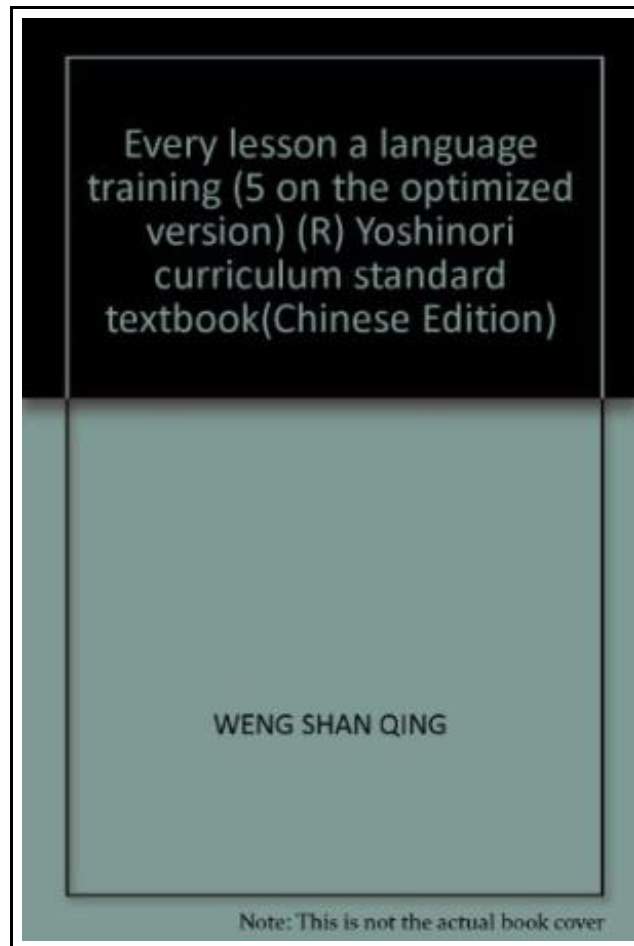 Every lesson a language
training (5 on the optimized
version) (R) Yoshinori
curriculum standard
textbook(Chinese Edition)
WENG SHAN QING
Note: This is not the actual book cover